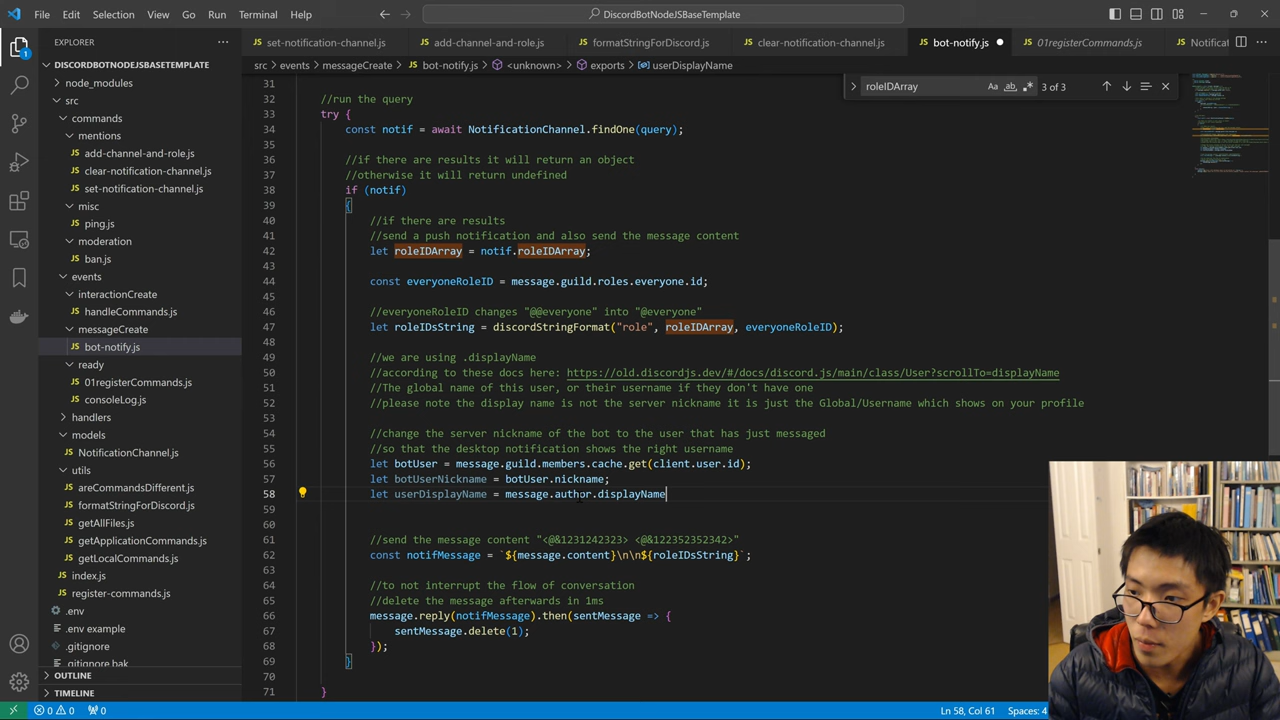 File Edit Selection View Go Run Terminal Help
DiscordBotNodeJSBaseTemplate
EXPLORER
set-notification-channel.js add-channel-and-role.js formatStringForDiscord.js clear-notification-channel.js bot-notify.js 01registerCommands.js Notificat
src > events > messageCreate > bot-notify.js > <unknown> > exports > userDisplayName
roleIDArray Aa ab 3 of 3
1
DISCORDBOTNODEJSBASETEMPLATE
node_modules
src
commands
mentions
add-channel-and-role.js
clear-notification-channel.js
set-notification-channel.js
misc
ping.js
moderation
ban.js
events
interactionCreate
handleCommands.js
messageCreate
bot-notify.js
ready
01registerCommands.js
consoleLog.js
handlers
models
NotificationChannel.js
utils
areCommandsDifferent.js
formatStringForDiscord.js
getAllFiles.js
getApplicationCommands.js
getLocalCommands.js
index.js
register-commands.js
.env
.env example
.gitignore
.gitignore bak
OUTLINE
TIMELINE
31
32 //run the query
33 try {
34 const notif = await NotificationChannel.findOne(query);
35
36 //if there are results it will return an object
37 //otherwise it will return undefined
38 if (notif)
39 {
40 //if there are results
41 //send a push notification and also send the message content
42 let roleIDArray = notif.roleIDArray;
43
44 const everyoneRoleID = message.guild.roles.everyone.id;
45
46 //everyoneRoleID changes "@@everyone" into "@everyone"
47 let roleIDsString = discordStringFormat("role", roleIDArray, everyoneRoleID);
48
49 //we are using .displayName
50 //according to these docs here: https://old.discordjs.dev/#/docs/discord.js/main/class/User?scrollTo=displayName
51 //The global name of this user, or their username if they don't have one
52 //please note the display name is not the server nickname it is just the Global/Username which shows on your profile
53
54 //change the server nickname of the bot to the user that has just messaged
55 //so that the desktop notification shows the right username
56 let botUser = message.guild.members.cache.get(client.user.id);
57 let botUserNickname = botUser.nickname;
58 let userDisplayName = message.author.displayName
59
60
61 //send the message content "<@&1231242323> <@&122352352342>"
62 const notifMessage = `${message.content}\n\n${roleIDsString}`;
63
64 //to not interrupt the flow of conversation
65 //delete the message afterwards in 1ms
66 message.reply(notifMessage).then(sentMessage => {
67 sentMessage.delete(1);
68 });
69 }
70
71 }
0 0 0 Ln 58, Col 61 Spaces: 4